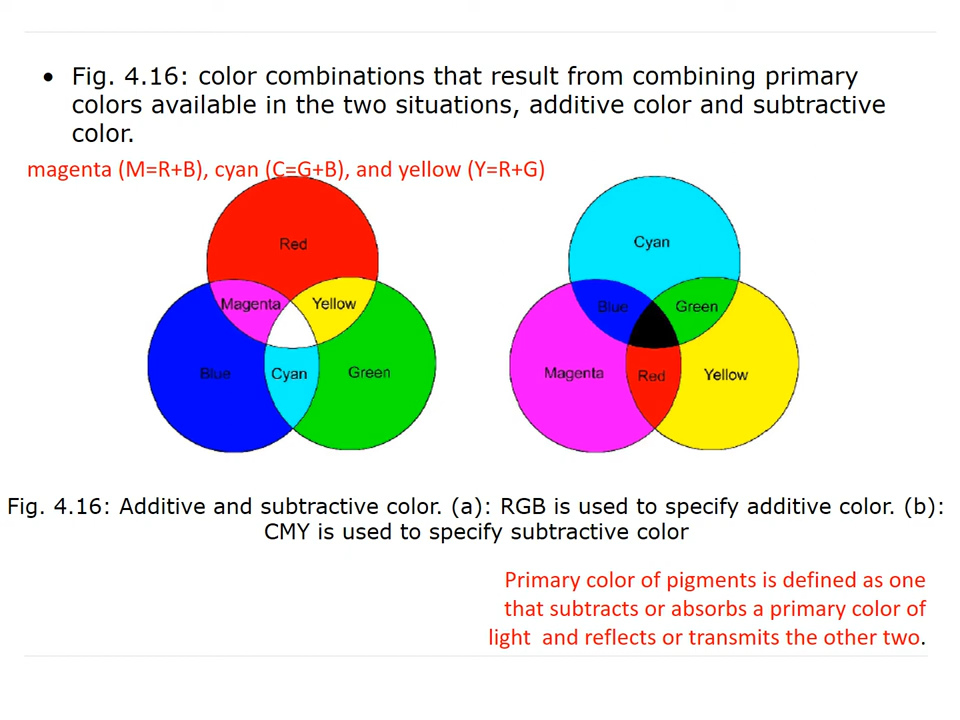 • Fig. 4.16: color combinations that result from combining primary
colors available in the two situations, additive color and subtractive
color.
magenta (M=R+B), cyan (C=G+B), and yellow (Y=R+G)
Red
Magenta
Yellow
Blue
Cyan
Green
Cyan
Blue
Green
Magenta
Red
Yellow
Fig. 4.16: Additive and subtractive color. (a): RGB is used to specify additive color. (b):
CMY is used to specify subtractive color
Primary color of pigments is defined as one
that subtracts or absorbs a primary color of
light and reflects or transmits the other two.